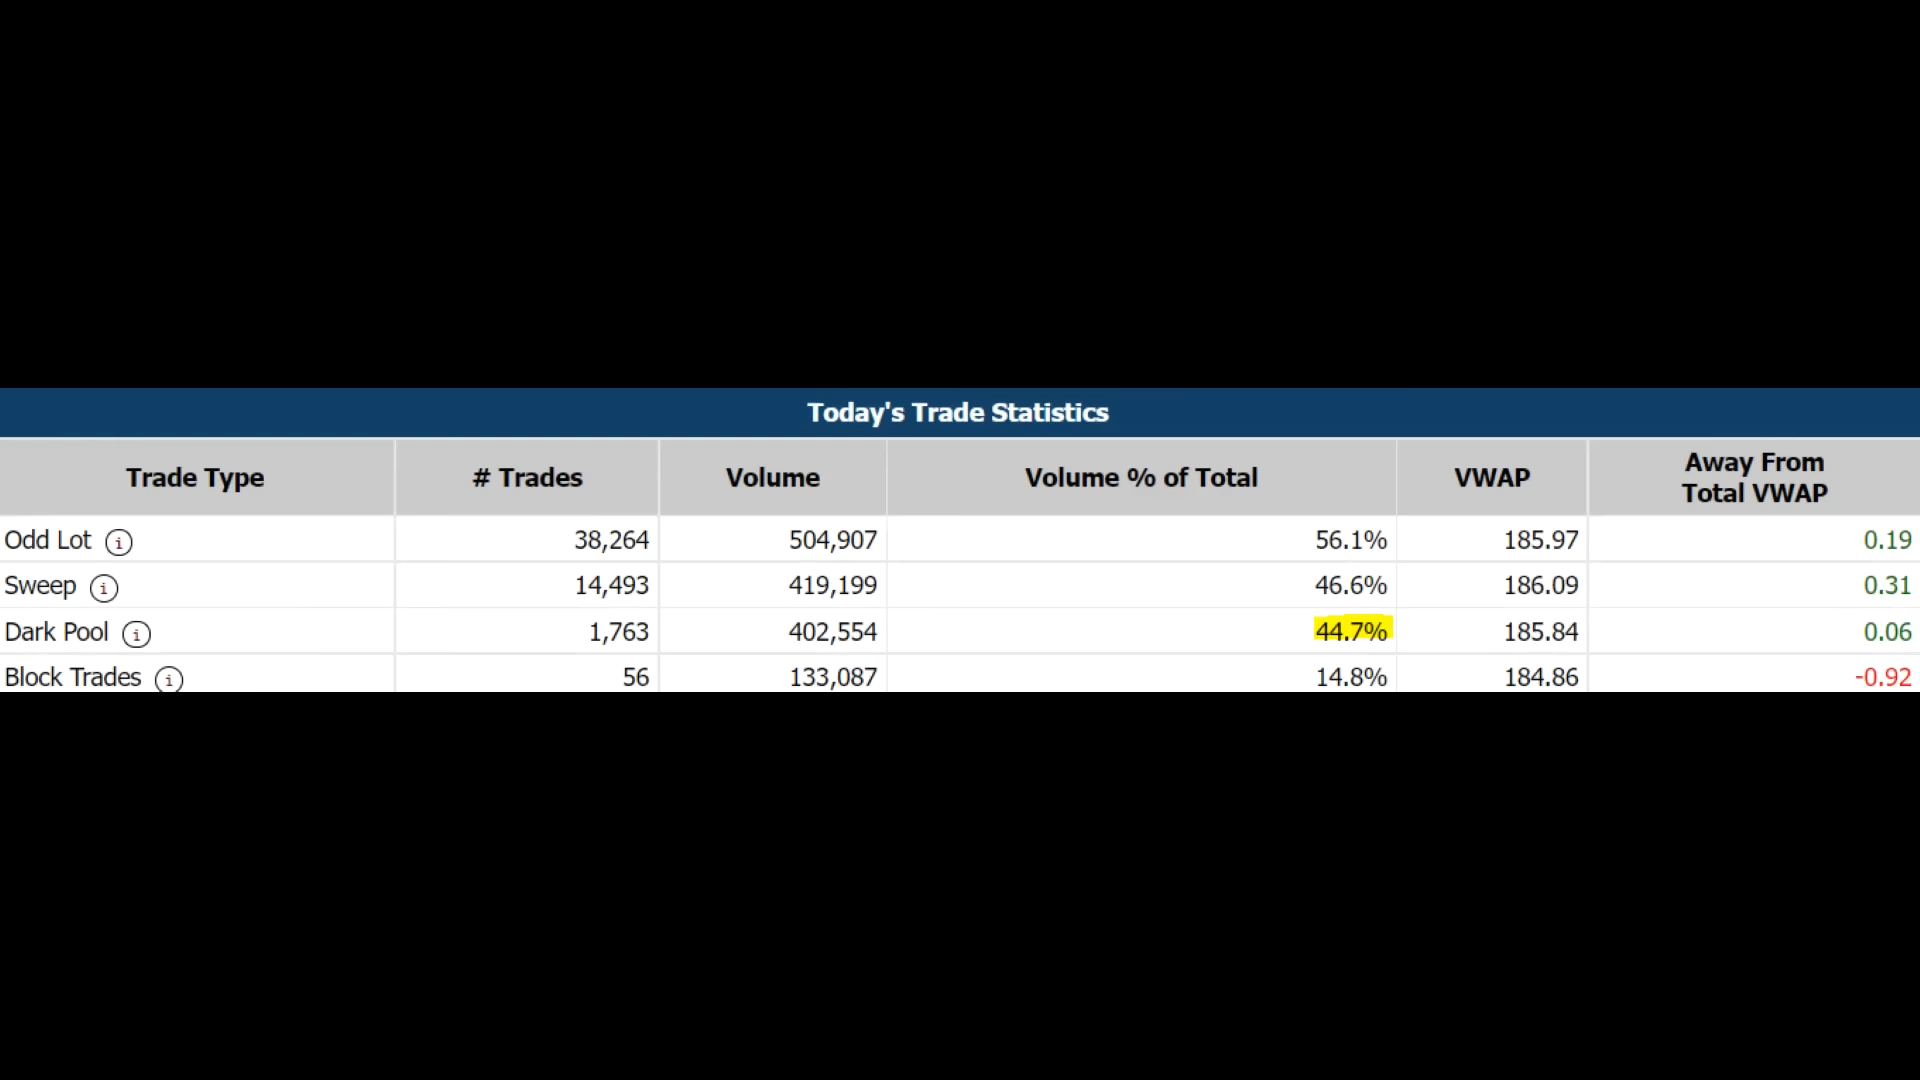 Today's Trade Statistics
Trade Type # Trades Volume Volume % of Total VWAP Away From
Total VWAP
Odd Lot i 38,264 504,907 56.1% 185.97 0.19
Sweep i 14,493 419,199 46.6% 186.09 0.31
Dark Pool i 1,763 402,554 44.7% 185.84 0.06
Block Trades i 56 133,087 14.8% 184.86 -0.92